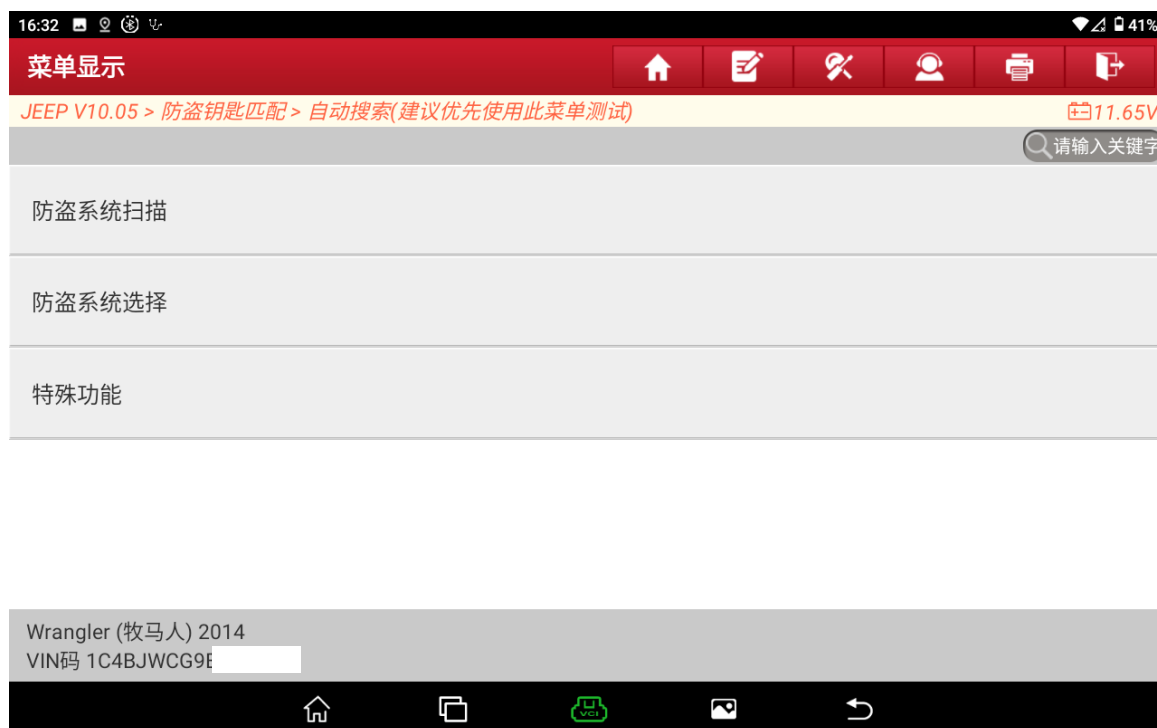 16:32
41%
菜单显示
JEEP V10.05 > 防盗钥匙匹配 > 自动搜索(建议优先使用此菜单测试)
11.65V
请输入关键字
防盗系统扫描
防盗系统选择
特殊功能
Wrangler (牧马人) 2014
VIN码 1C4BJWCG9E
VCI